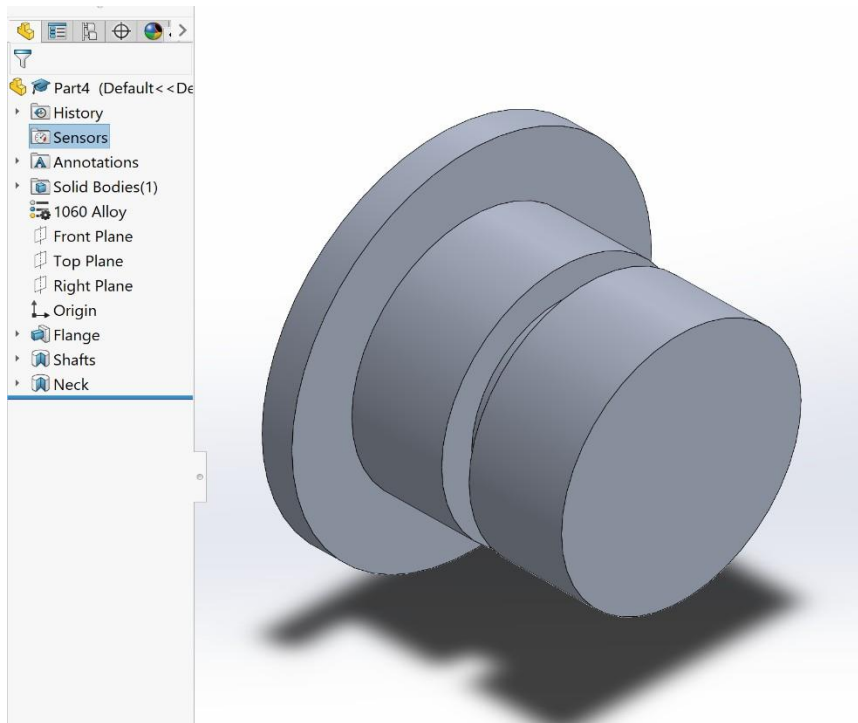 Part4 (Default<<De
History
Sensors
Annotations
Solid Bodies(1)
1060 Alloy
Front Plane
Top Plane
Right Plane
Origin
Flange
Shafts
Neck